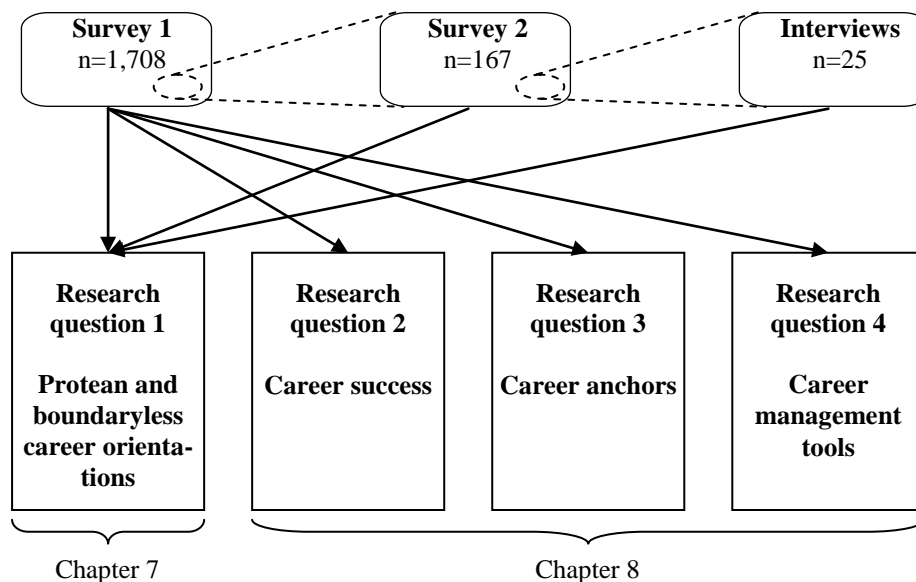 Survey 1
n=1,708
Survey 2
n=167
Interviews
n=25
Research
question 1
Protean and
boundaryless
career orienta-
tions
Research
question 2
Career success
Research
question 3
Career anchors
Research
question 4
Career
management
tools
Chapter 7
Chapter 8